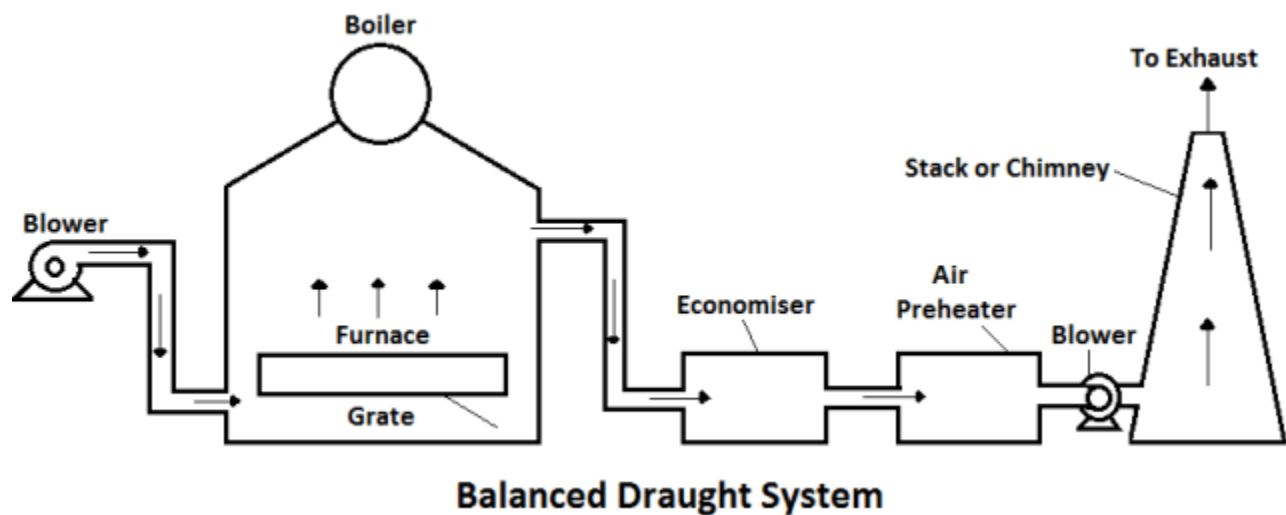 Boiler
To Exhaust
Stack or Chimney
Blower
Air
Preheater
Economiser
Blower
Furnace
Grate
Balanced Draught System